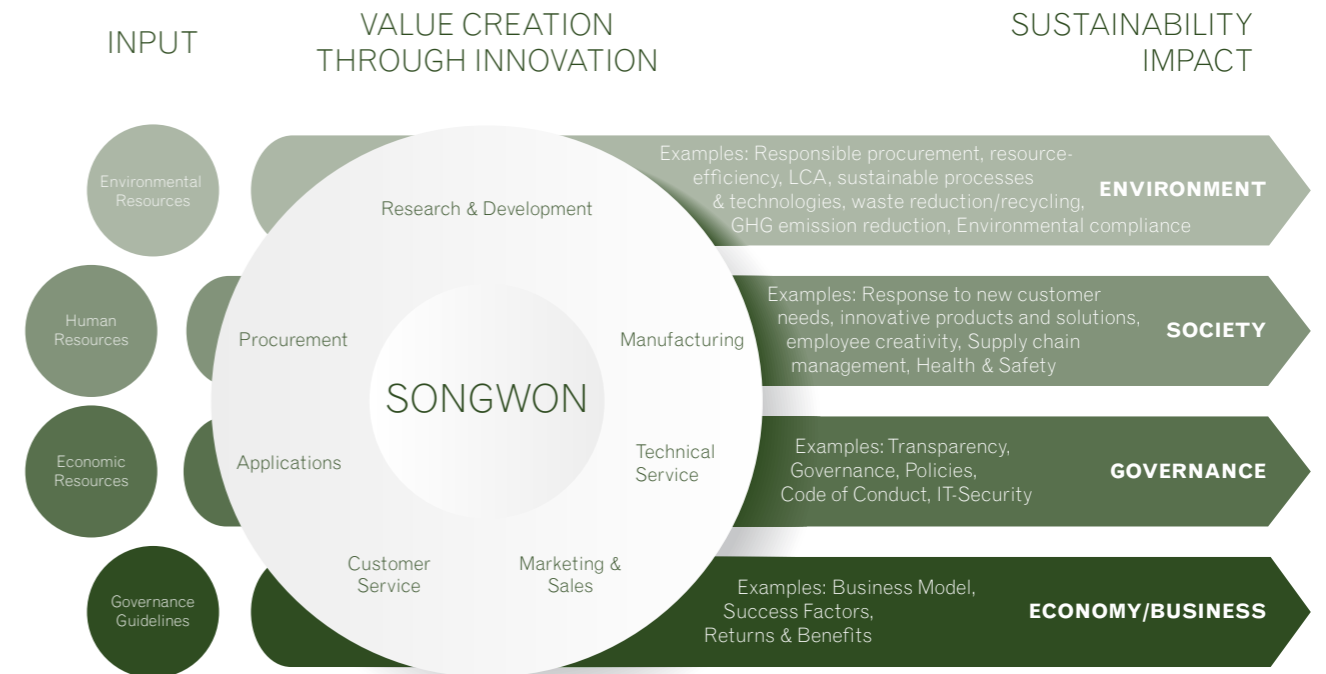 INPUT
VALUE CREATION
THROUGH INNOVATION
SUSTAINABILITY
IMPACT
Environmental
Resources
Human
Resources
Economic
Resources
Governance
Guidelines
Research & Development
Procurement
Manufacturing
SONGWON
Applications
Technical
Service
Customer
Service
Marketing &
Sales
Examples: Responsible procurement, resource-
efficiency, LCA, sustainable processes
& technologies, waste reduction/recycling,
GHG emission reduction, Environmental compliance
ENVIRONMENT
Examples: Response to new customer
needs, innovative products and solutions,
employee creativity, Supply chain
management, Health & Safety
SOCIETY
Examples: Transparency,
Governance, Policies,
Code of Conduct, IT-Security
GOVERNANCE
Examples: Business Model,
Success Factors,
Returns & Benefits
ECONOMY/BUSINESS